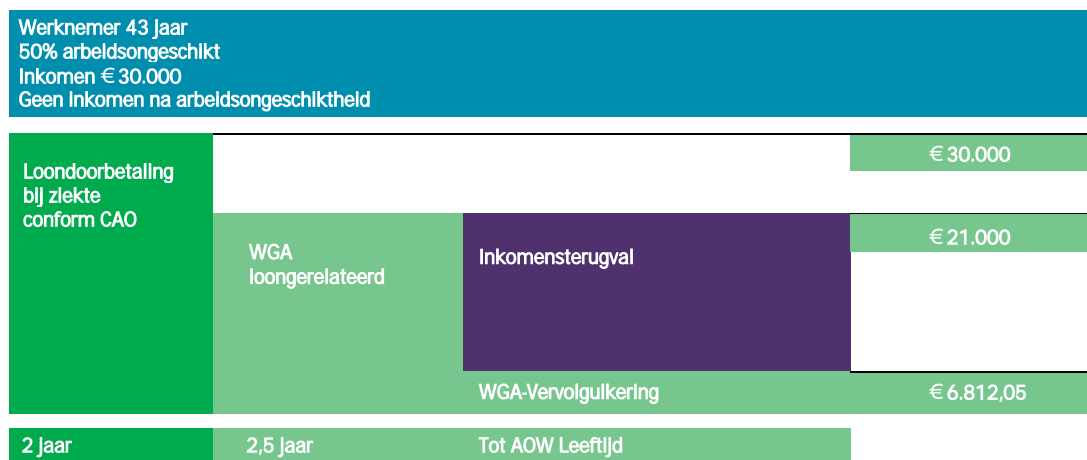 Werknemer 43 jaar
50% arbeidsongeschikt
Inkomen € 30.000
Geen inkomen na arbeidsongeschiktheid
Loondoorbetaling
bij ziekte
conform CAO
€ 30.000
WGA
loongerelateerd
Inkomensterugval
€ 21.000
WGA-Vervolguikering
€ 6.812,05
2 jaar
2,5 jaar
Tot AOW Leeftijd